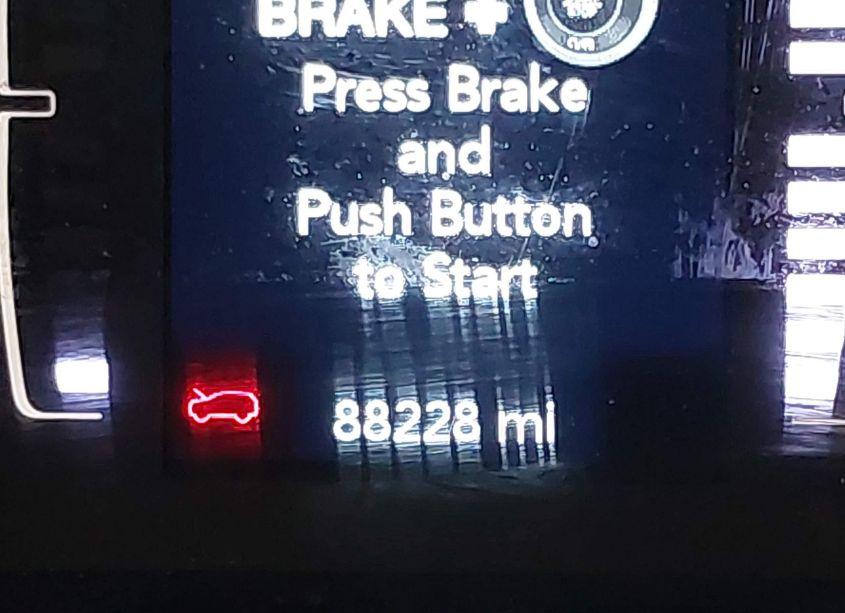 BRAKE +
Press Brake
and
Push Button
to Start
88228 mi